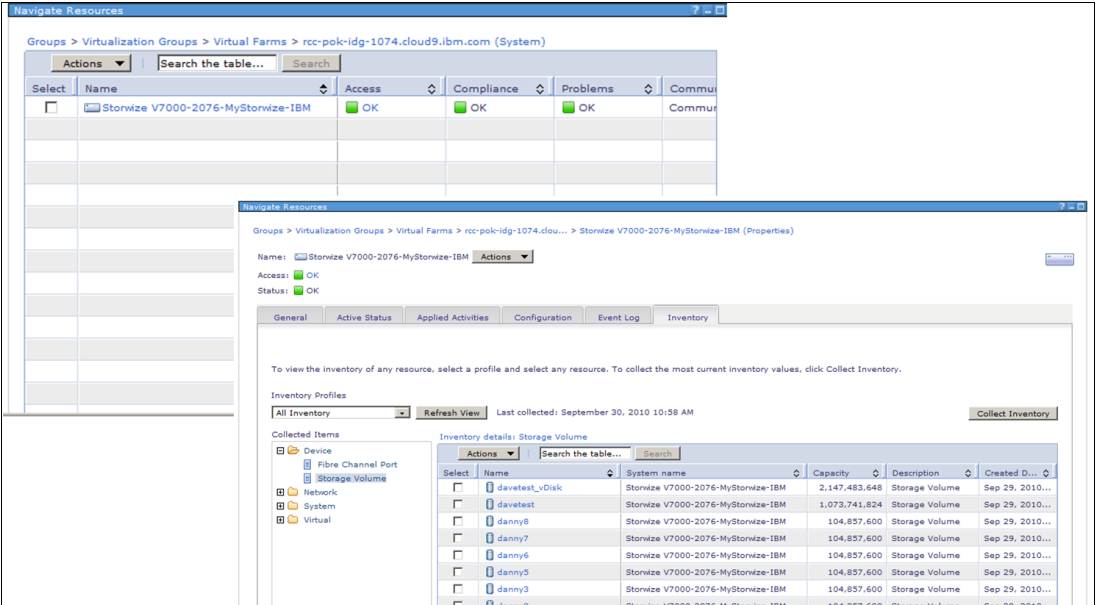 Navigate Resources ? _
Groups > Virtualization Groups > Virtual Farms > rcc-pok-idg-1074.cloud9.ibm.com (System)
Actions Search the table... Search
Select Name Access Compliance Problems Commu
Storwize V7000-2076-MyStorwize-IBM OK OK OK Commu
Navigate Resources ? _
Groups > Virtualization Groups > Virtual Farms > rcc-pok-idg-1074.clou... > Storwize V7000-2076-MyStorwize-IBM (Properties)
Name: Storwize V7000-2076-MyStorwize-IBM Actions
Access: OK
Status: OK
General Active Status Applied Activities Configuration Event Log Inventory
To view the inventory of any resource, select a profile and select any resource. To collect the most current inventory values, click Collect Inventory.
Inventory Profiles
All Inventory Refresh View Last collected: September 30, 2010 10:58 AM Collect Inventory
Collected Items
Device
Fibre Channel Port
Storage Volume
Network
System
Virtual
Inventory details: Storage Volume
Actions Search the table... Search
Select Name System name Capacity Description Created D...
davetest_vDisk Storwize V7000-2076-MyStorwize-IBM 2,147,483,648 Storage Volume Sep 29, 2010...
davetest Storwize V7000-2076-MyStorwize-IBM 1,073,741,824 Storage Volume Sep 29, 2010...
danny8 Storwize V7000-2076-MyStorwize-IBM 104,857,600 Storage Volume Sep 29, 2010...
danny7 Storwize V7000-2076-MyStorwize-IBM 104,857,600 Storage Volume Sep 29, 2010...
danny6 Storwize V7000-2076-MyStorwize-IBM 104,857,600 Storage Volume Sep 29, 2010...
danny5 Storwize V7000-2076-MyStorwize-IBM 104,857,600 Storage Volume Sep 29, 2010...
danny3 Storwize V7000-2076-MyStorwize-IBM 104,857,600 Storage Volume Sep 29, 2010...